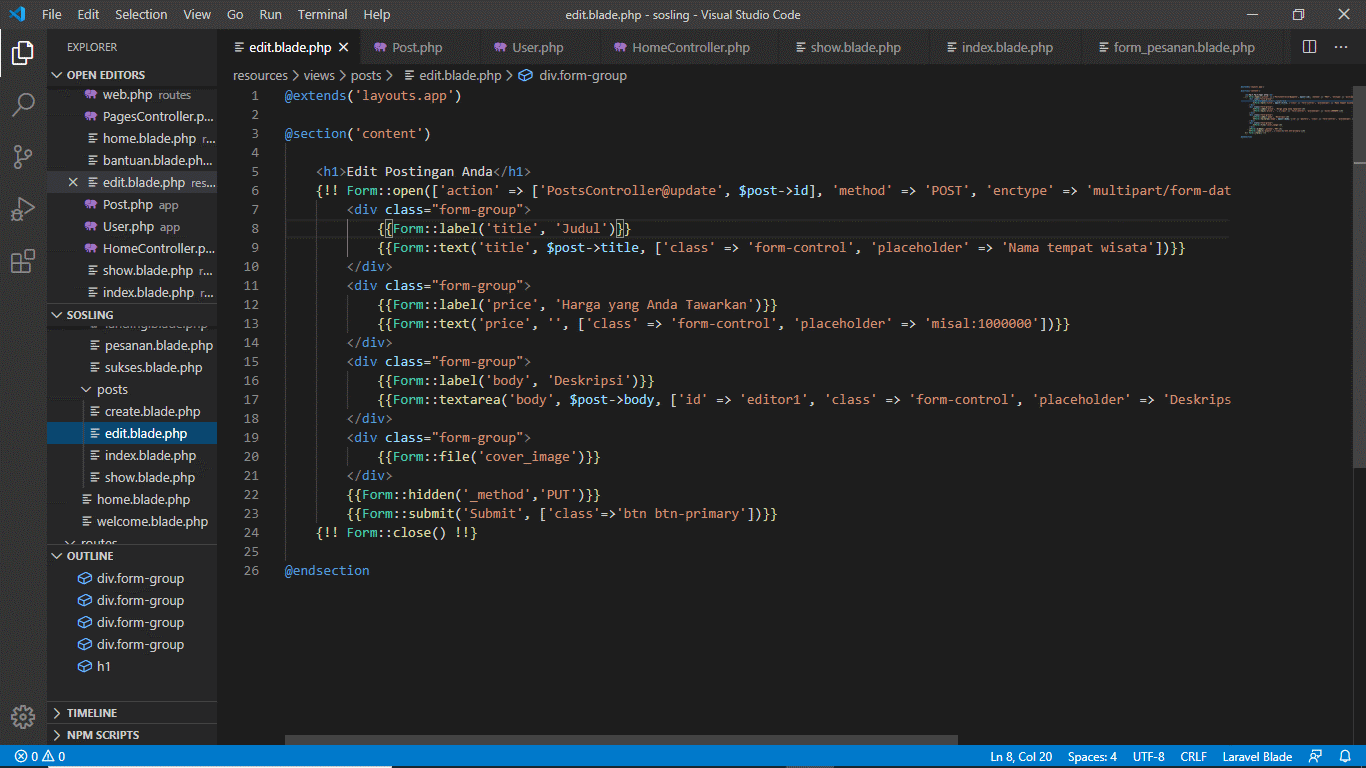 File Edit Selection View Go Run Terminal Help
edit.blade.php - sosling - Visual Studio Code
EXPLORER
OPEN EDITORS
web.php routes
PagesController.p...
home.blade.php r...
bantuan.blade.ph...
edit.blade.php res...
Post.php app
User.php app
HomeController.p...
show.blade.php r...
index.blade.php r...
SOSLING
pesanan.blade.php
sukses.blade.php
posts
create.blade.php
edit.blade.php
index.blade.php
show.blade.php
home.blade.php
welcome.blade.php
routes
OUTLINE
div.form-group
div.form-group
div.form-group
div.form-group
h1
TIMELINE
NPM SCRIPTS
edit.blade.php Post.php User.php HomeController.php show.blade.php index.blade.php form_pesanan.blade.php
resources > views > posts > edit.blade.php > div.form-group
1 @extends('layouts.app')
2
3 @section('content')
4
5 <h1>Edit Postingan Anda</h1>
6 {!! Form::open(['action' => ['PostsController@update', $post->id], 'method' => 'POST', 'enctype' => 'multipart/form-dat
7 <div class="form-group">
8 {{Form::label('title', 'Judul')}}
9 {{Form::text('title', $post->title, ['class' => 'form-control', 'placeholder' => 'Nama tempat wisata'])}}
10 </div>
11 <div class="form-group">
12 {{Form::label('price', 'Harga yang Anda Tawarkan')}}
13 {{Form::text('price', '', ['class' => 'form-control', 'placeholder' => 'misal:1000000'])}}
14 </div>
15 <div class="form-group">
16 {{Form::label('body', 'Deskripsi')}}
17 {{Form::textarea('body', $post->body, ['id' => 'editor1', 'class' => 'form-control', 'placeholder' => 'Deskrips
18 </div>
19 <div class="form-group">
20 {{Form::file('cover_image')}}
21 </div>
22 {{Form::hidden('_method','PUT')}}
23 {{Form::submit('Submit', ['class'=>'btn btn-primary'])}}
24 {!! Form::close() !!}
25
26 @endsection
0 0
Ln 8, Col 20 Spaces: 4 UTF-8 CRLF Laravel Blade